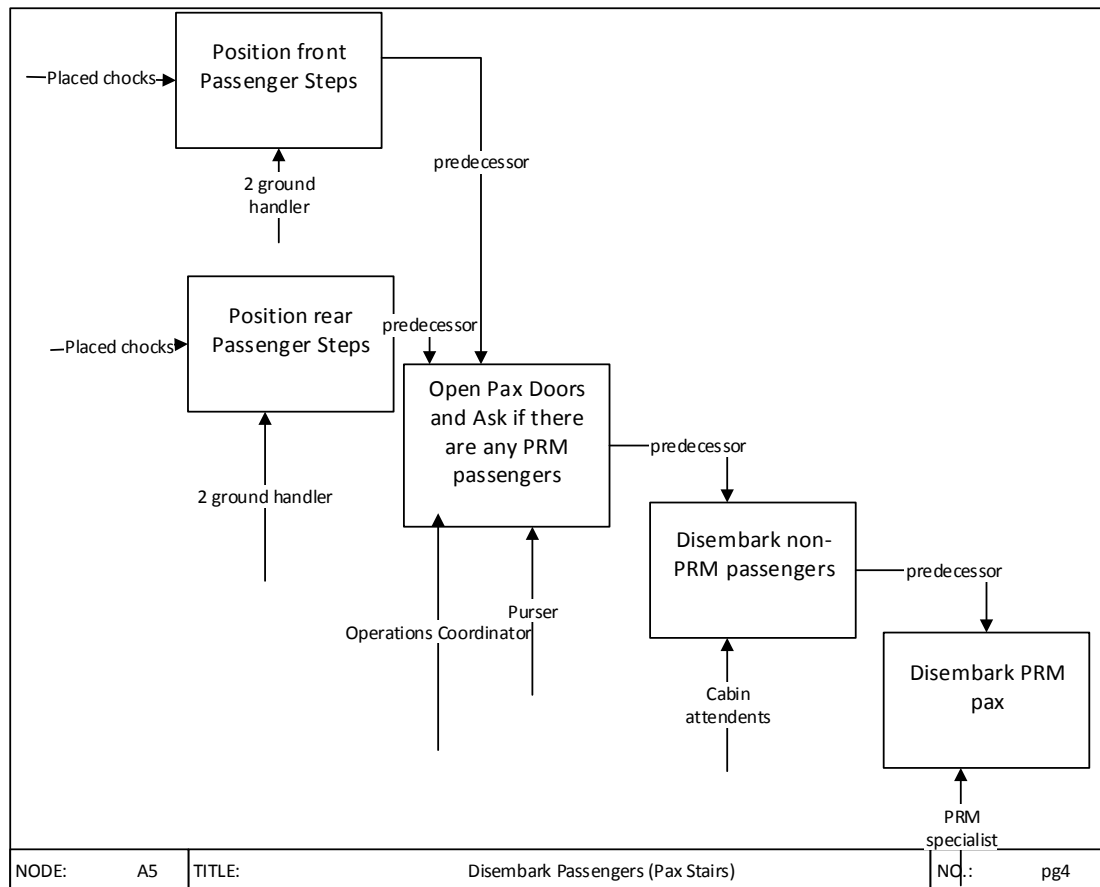 Position front
Passenger Steps
Placed chocks
predecessor
2 ground
handler
Position rear
Passenger Steps
predecessor
Placed chocks
Open Pax Doors
and Ask if there
are any PRM
passengers
predecessor
2 ground handler
Disembark non-
PRM passengers
predecessor
Purser
Operations Coordinator
Cabin
attendents
Disembark PRM
pax
PRM
specialist
NODE: A5 TITLE: Disembark Passengers (Pax Stairs) NO.: pg4